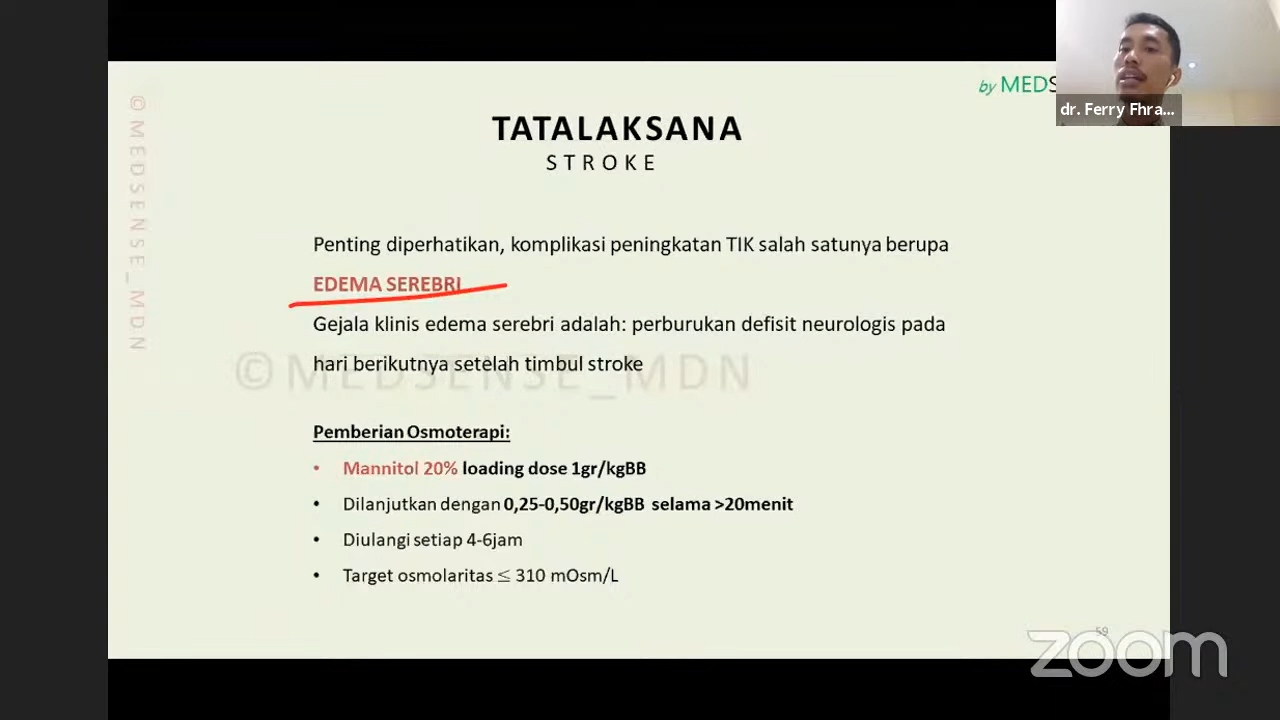 by MEDS
dr. Ferry Fhra...
©MEDSENSE_MDN
TATALAKSANA
STROKE
Penting diperhatikan, komplikasi peningkatan TIK salah satunya berupa
EDEMA SEREBRI
Gejala klinis edema serebri adalah: perburukan defisit neurologis pada
hari berikutnya setelah timbul stroke
©MEDSENSE_MDN
Pemberian Osmoterapi:
• Mannitol 20% loading dose 1gr/kgBB
• Dilanjutkan dengan 0,25-0,50gr/kgBB selama >20menit
• Diulangi setiap 4-6jam
• Target osmolaritas ≤ 310 mOsm/L
59
zoom